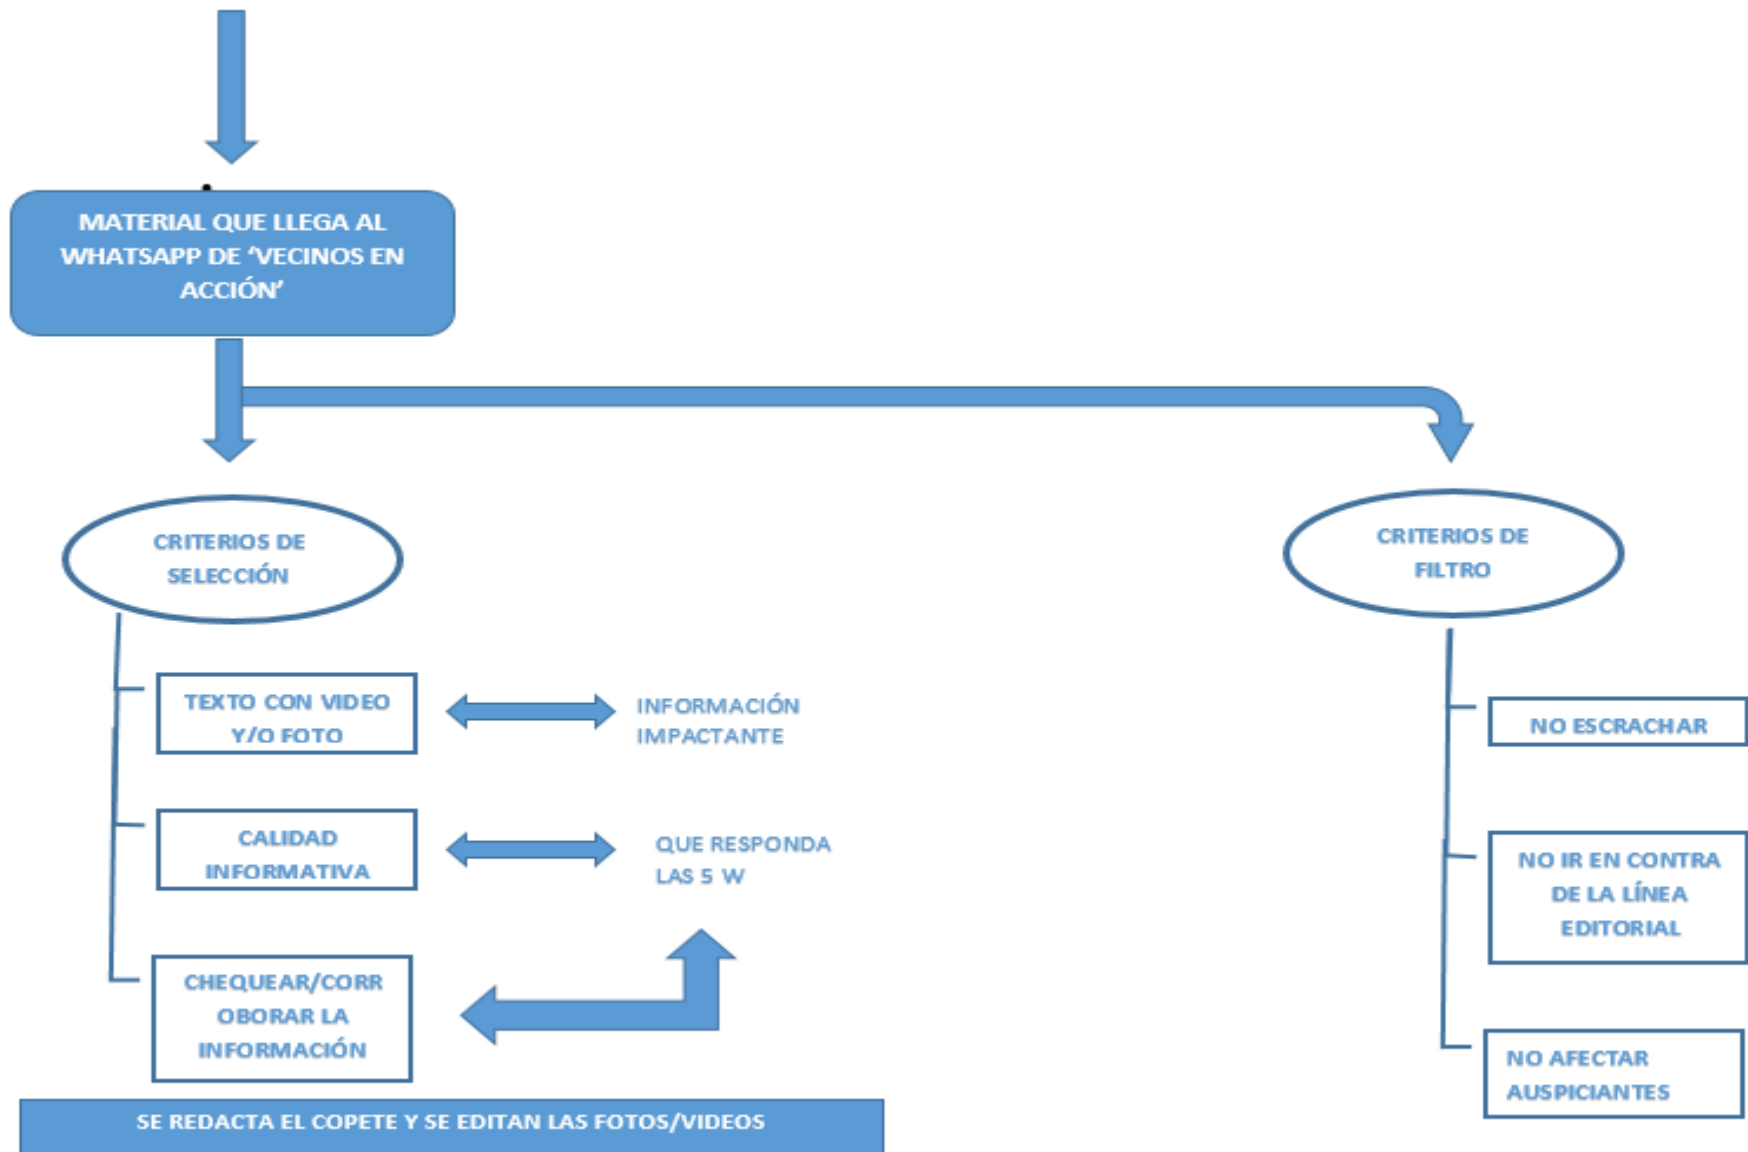 MATERIAL QUE LLEGA AL
WHATSAPP DE ‘VECINOS EN
ACCIÓN’
CRITERIOS DE
SELECCIÓN
CRITERIOS DE
FILTRO
TEXTO CON VIDEO
Y/O FOTO
INFORMACIÓN
IMPACTANTE
NO ESCRACHAR
CALIDAD
INFORMATIVA
QUE RESPONDA
LAS 5 W
NO IR EN CONTRA
DE LA LÍNEA
EDITORIAL
CHEQUEAR/CORR
OBORAR LA
INFORMACIÓN
NO AFECTAR
AUSPICIANTES
SE REDACTA EL COPETE Y SE EDITAN LAS FOTOS/VIDEOS